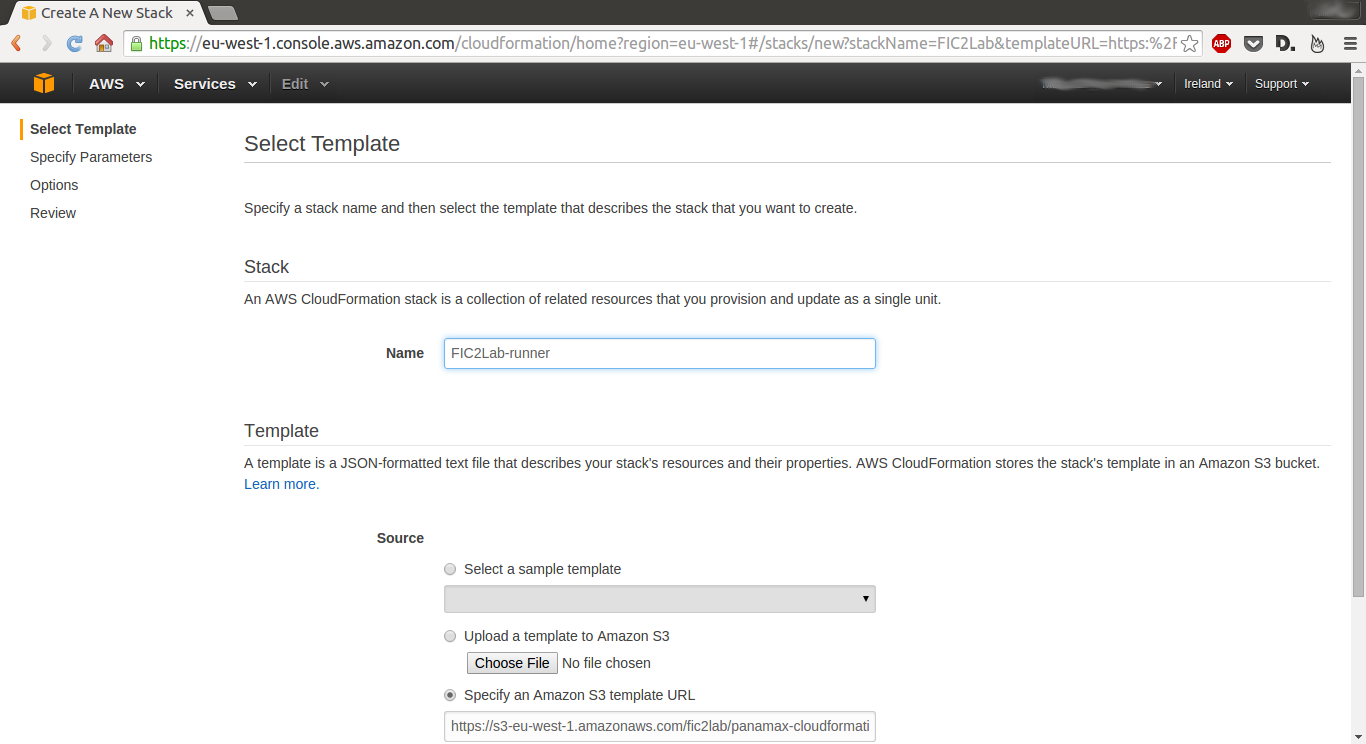 Create A New Stack ×
https://eu-west-1.console.aws.amazon.com/cloudformation/home?region=eu-west-1#/stacks/new?stackName=FIC2Lab&templateURL=https:%2F
ABP
D.
AWS Services Edit Ireland Support
Select Template
Specify Parameters
Options
Review
Select Template
Specify a stack name and then select the template that describes the stack that you want to create.
Stack
An AWS CloudFormation stack is a collection of related resources that you provision and update as a single unit.
Name FIC2Lab-runner
Template
A template is a JSON-formatted text file that describes your stack's resources and their properties. AWS CloudFormation stores the stack's template in an Amazon S3 bucket.
Learn more.
Source
Select a sample template
Upload a template to Amazon S3
Choose File No file chosen
Specify an Amazon S3 template URL
https://s3-eu-west-1.amazonaws.com/fic2lab/panamax-cloudformati